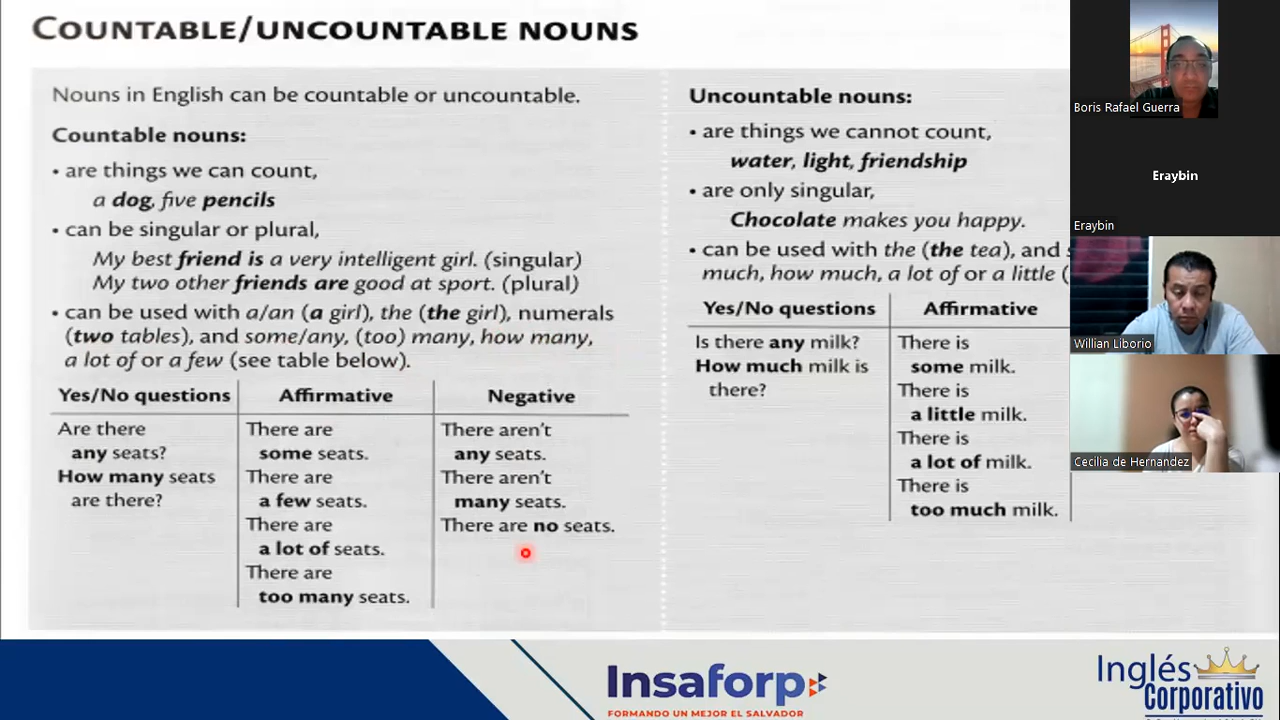 COUNTABLE/UNCOUNTABLE NOUNS
Nouns in English can be countable or uncountable.
Countable nouns:
• are things we can count,
a dog, five pencils
• can be singular or plural,
My best friend is a very intelligent girl. (singular)
My two other friends are good at sport. (plural)
• can be used with a/an (a girl), the (the girl), numerals
(two tables), and some/any, (too) many, how many,
a lot of or a few (see table below).
Yes/No questions
Affirmative
Negative
Are there
any seats?
How many seats
are there?
There are
some seats.
There are
a few seats.
There are
a lot of seats.
There are
too many seats.
There aren't
any seats.
There aren't
many seats.
There are no seats.
Uncountable nouns:
• are things we cannot count,
water, light, friendship
• are only singular,
Chocolate makes you happy.
• can be used with the (the tea), and
much, how much, a lot of or a little (
Yes/No questions
Affirmative
Is there any milk?
How much milk is
there?
There is
some milk.
There is
a little milk.
There is
a lot of milk.
There is
too much milk.
Boris Rafael Guerra
Eraybin
Eraybin
Willian Liborio
Cecilia de Hernandez
Insaforp
FORMANDO UN MEJOR EL SALVADOR
Inglés
Corporativo